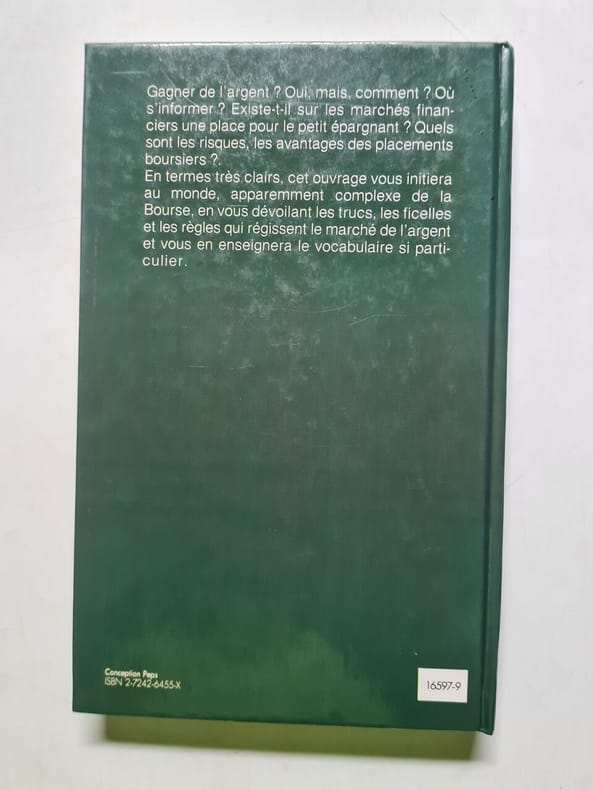 Gagner de l'argent ? Oui, mais, comment ? Où
s'informer ? Existe-t-il sur les marchés finan-
ciers une place pour le petit épargnant ? Quels
sont les risques, les avantages des placements
boursiers ?.
En termes très clairs, cet ouvrage vous initiera
au monde, apparemment complexe de la
Bourse, en vous dévoilant les trucs, les ficelles
et les règles qui régissent le marché de l'argent
et vous en enseignera le vocabulaire si parti-
culier.
Conception Peps
ISBN 2-7242-6455-X
16597-9